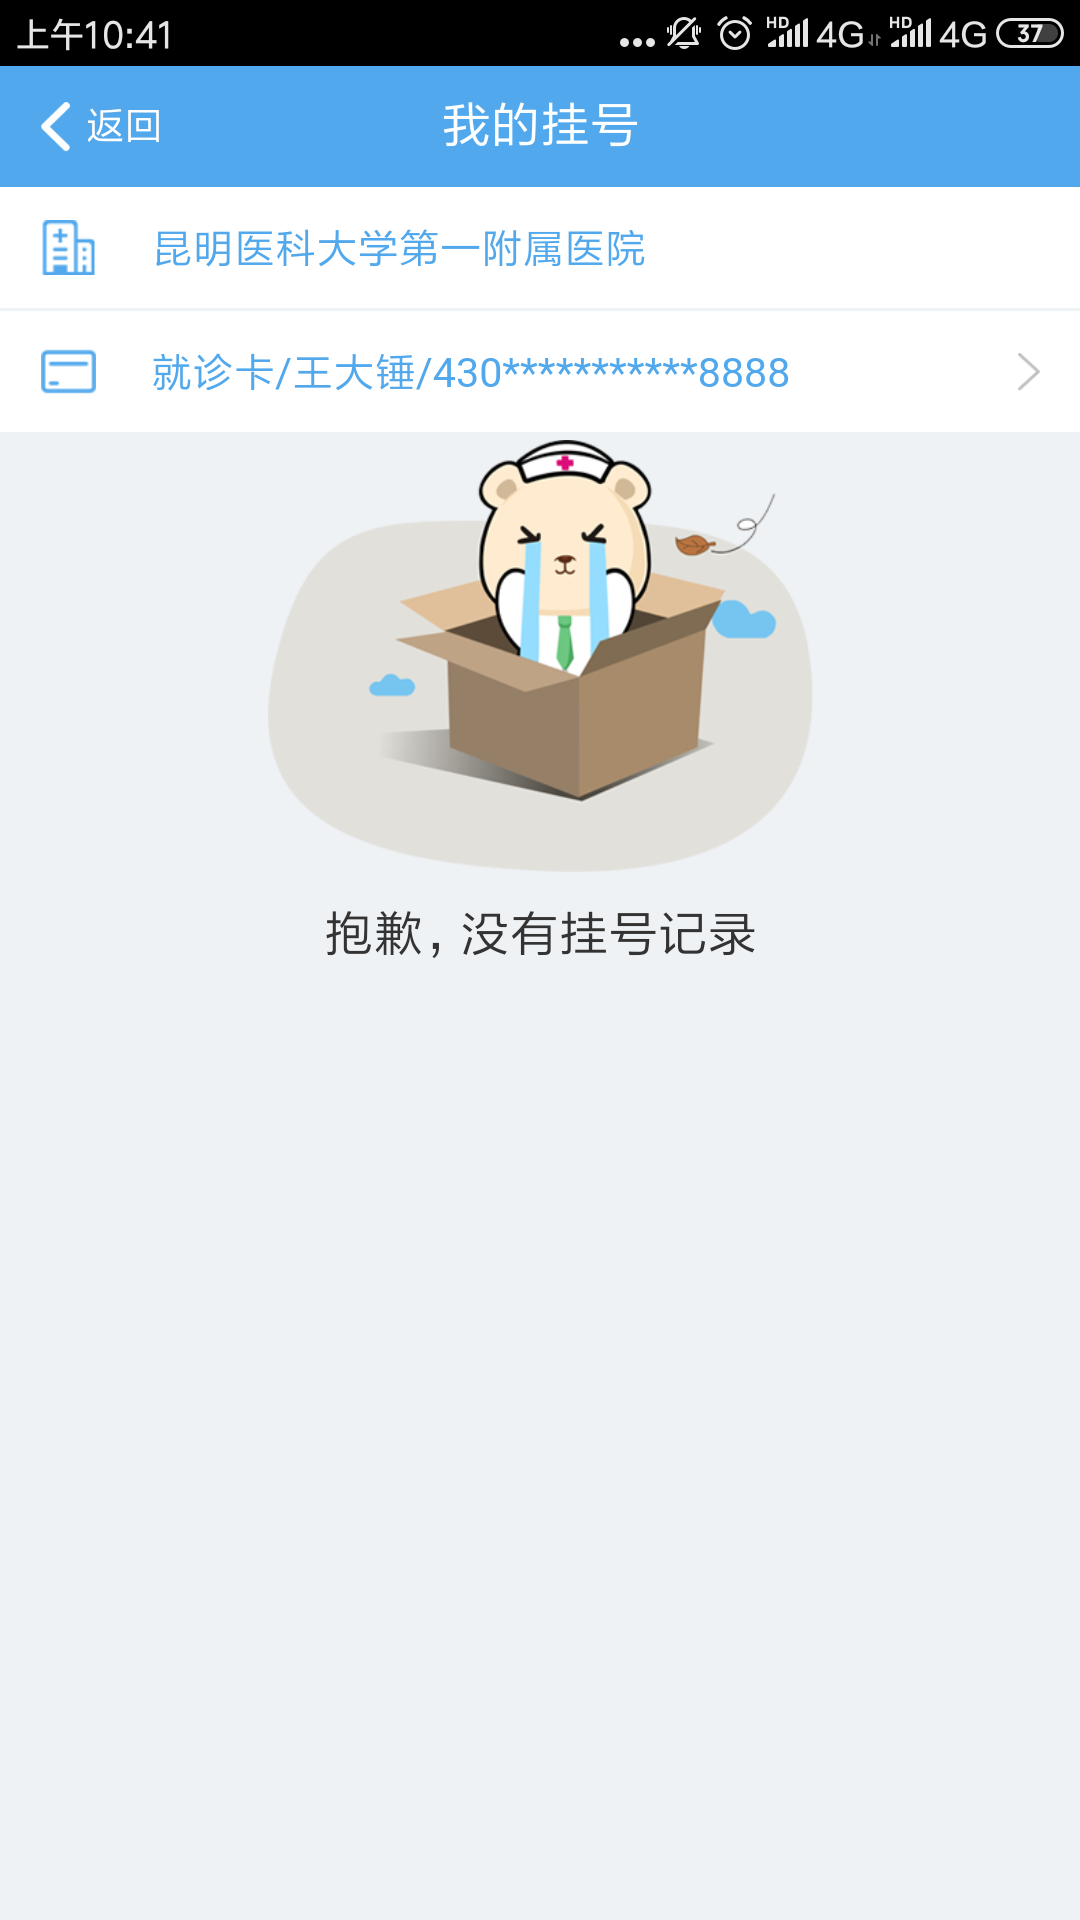 上午10:41
HD 4G HD 4G 37
返回
我的挂号
昆明医科大学第一附属医院
就诊卡/王大锤/430***********8888
抱歉，没有挂号记录